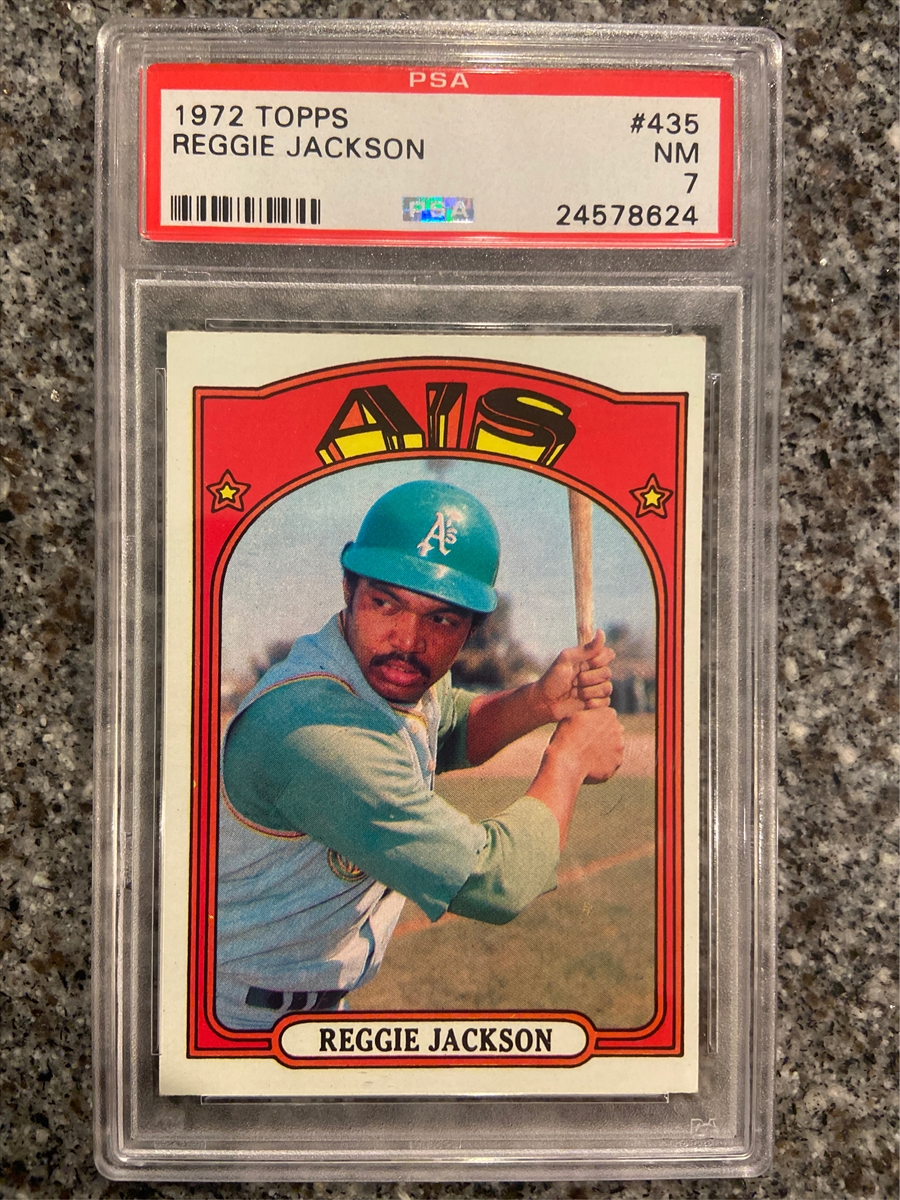 PSA
1972 TOPPS #435
REGGIE JACKSON NM
7
PSA 24578624
A'S
A's
REGGIE JACKSON